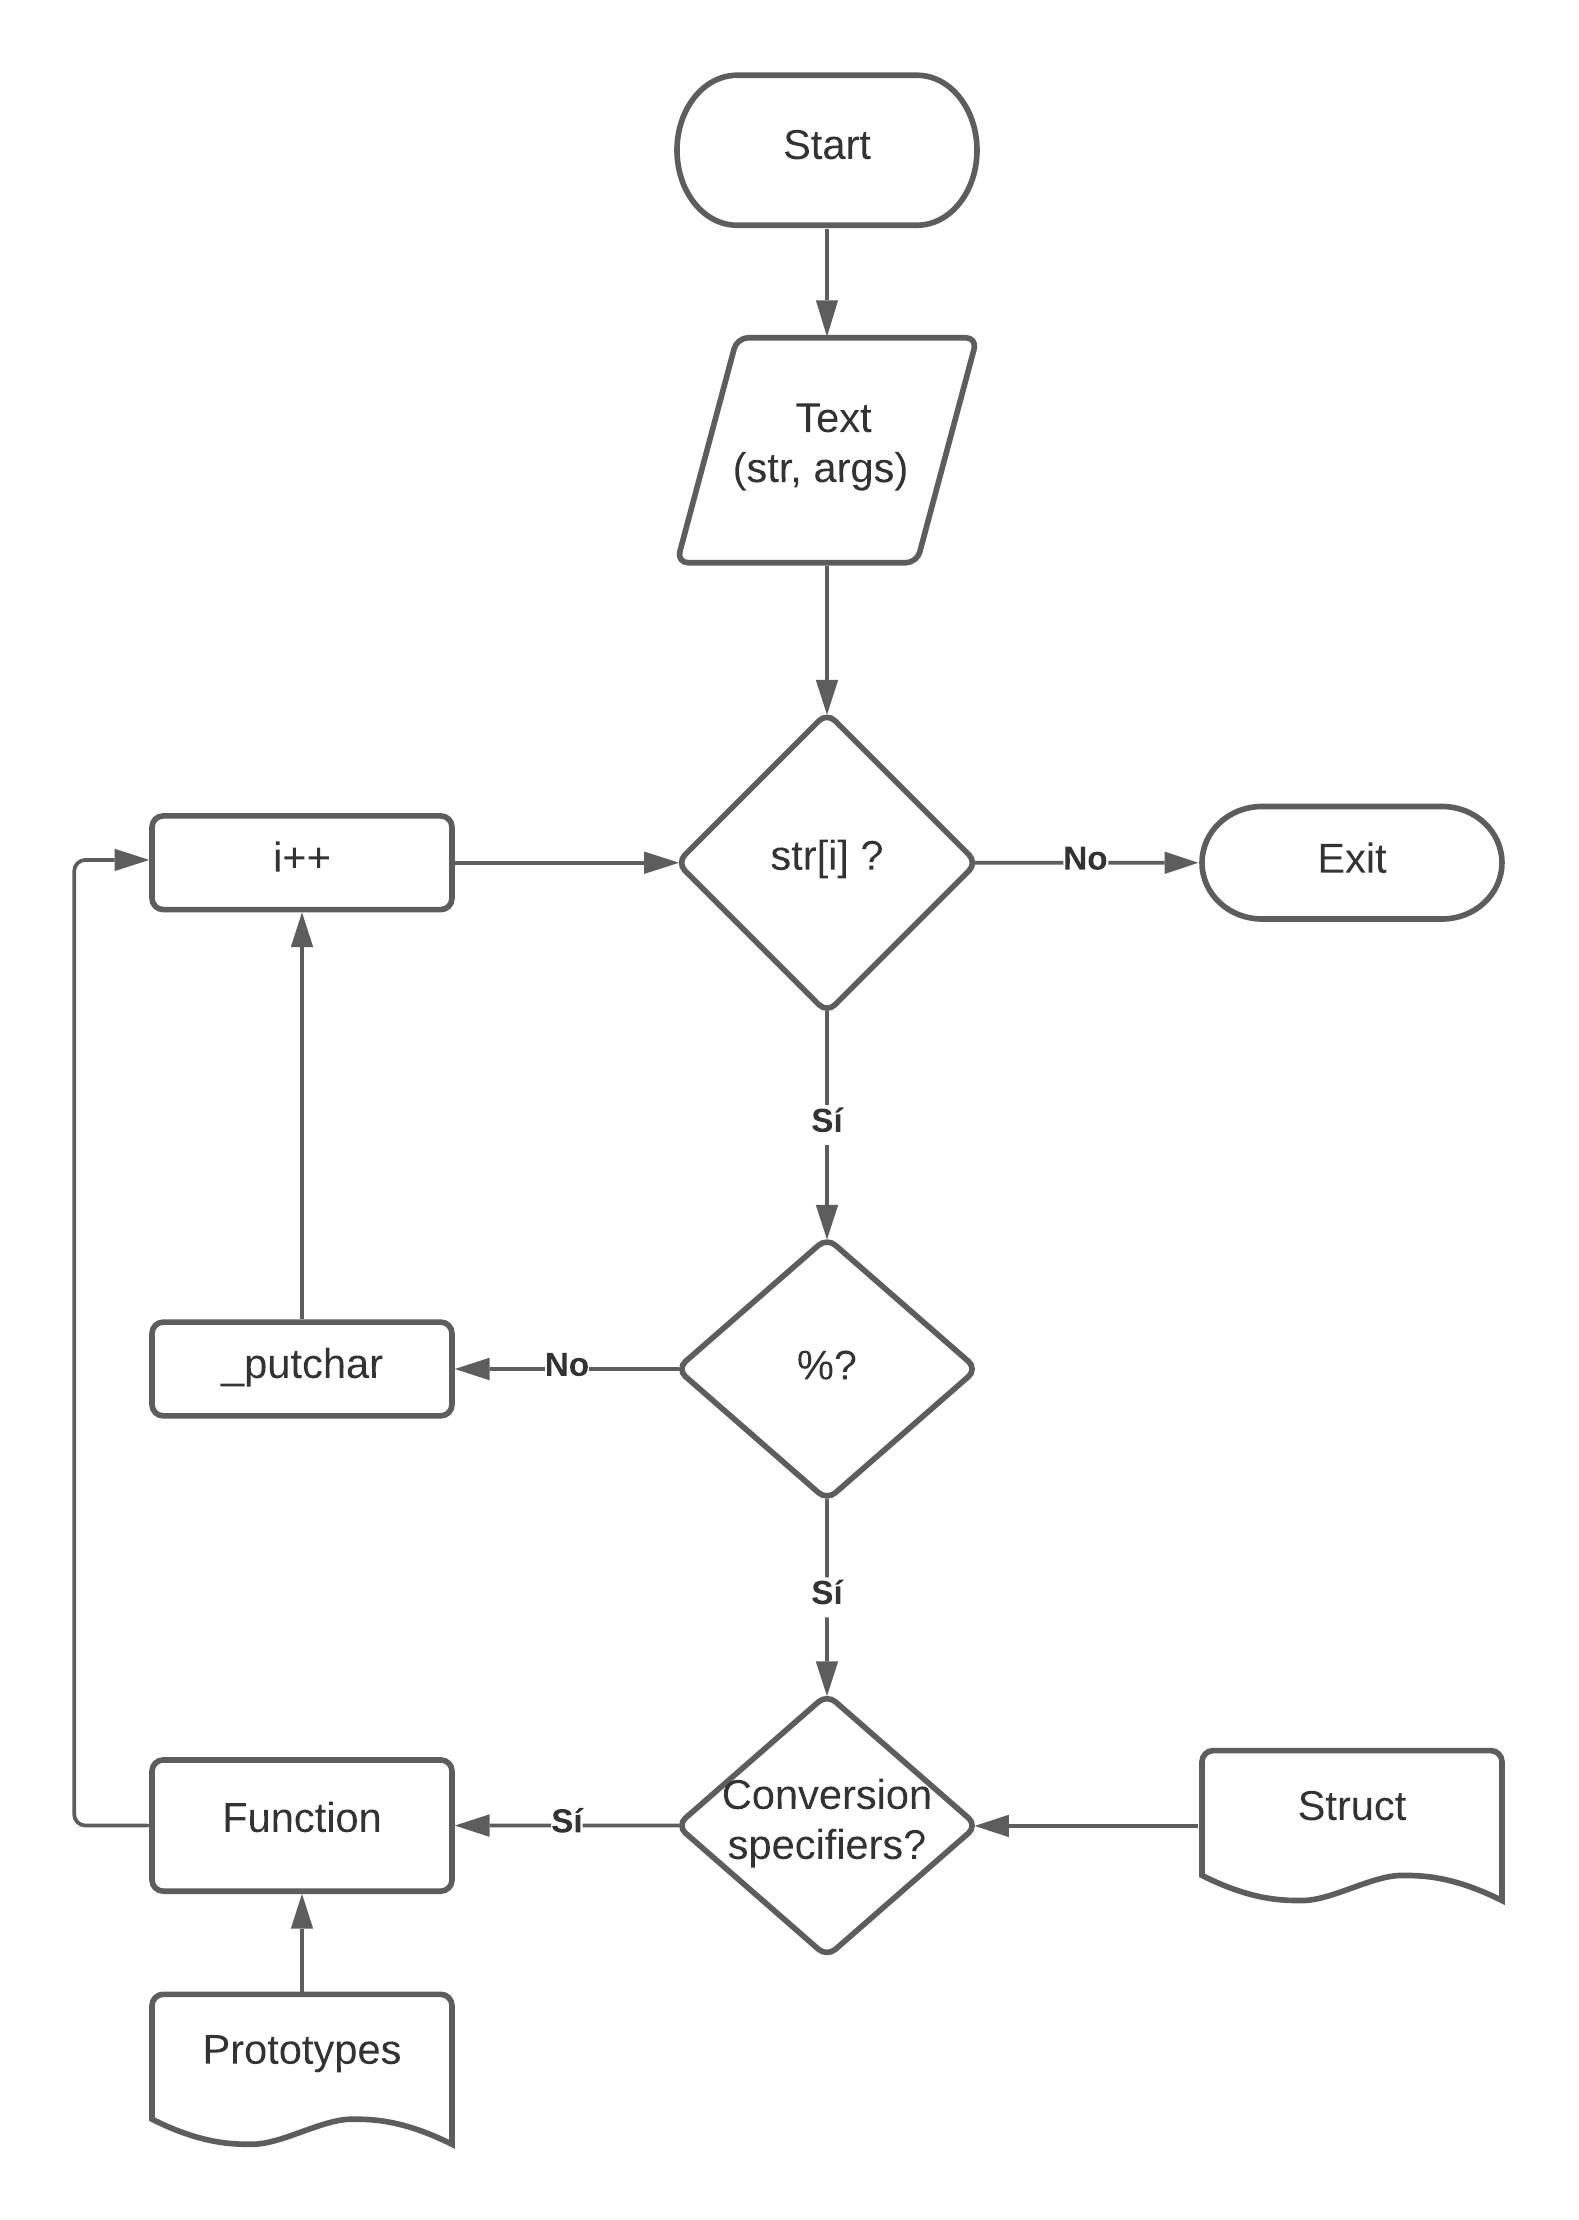 Start
Text
(str, args)
i++
str[i] ?
No
Exit
Sí
_putchar
No
%?
Sí
Function
Sí
Conversion
specifiers?
Struct
Prototypes